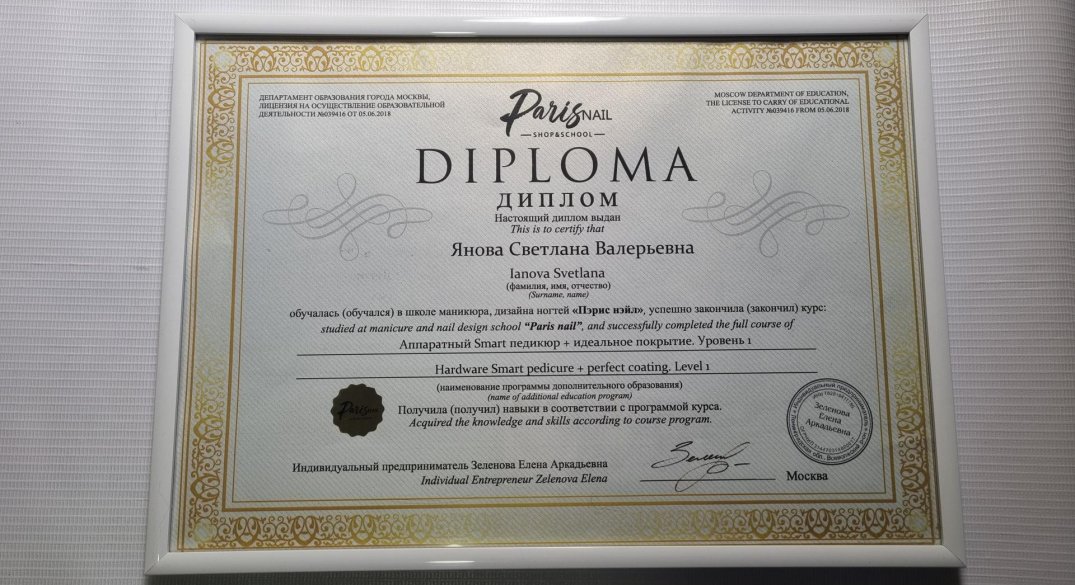 ДЕПАРТАМЕНТ ОБРАЗОВАНИЯ ГОРОДА МОСКВЫ,
ЛИЦЕНЗИЯ НА ОСУЩЕСТВЛЕНИЕ ОБРАЗОВАТЕЛЬНОЙ
ДЕЯТЕЛЬНОСТИ №039416 ОТ 05.06.2018
MOSCOW DEPARTMENT OF EDUCATION,
THE LICENSE TO CARRY OF EDUCATIONAL
ACTIVITY №039416 FROM 05.06.2018
Paris NAIL
SHOP&SCHOOL
DIPLOMA
ДИПЛОМ
Настоящий диплом выдан
This is to certify that
Янова Светлана Валерьевна
Ianova Svetlana
(фамилия, имя, отчество)
(Surname, name)
обучалась (обучался) в школе маникюра, дизайна ногтей «Пэрис нэйл», успешно закончила (закончил) курс:
studied at manicure and nail design school “Paris nail”, and successfully completed the full course of
Аппаратный Smart педикюр + идеальное покрытие. Уровень 1
Hardware Smart pedicure + perfect coating. Level 1
(наименование программы дополнительного образования)
(name of additional education program)
Получила (получил) навыки в соответствии с программой курса.
Acquired the knowledge and skills according to course program.
Paris
Индивидуальный предприниматель
Зеленова
Елена
Аркадьевна
Индивидуальный предприниматель Зеленова Елена Аркадьевна
Individual Entrepreneur Zelenova Elena
Москва